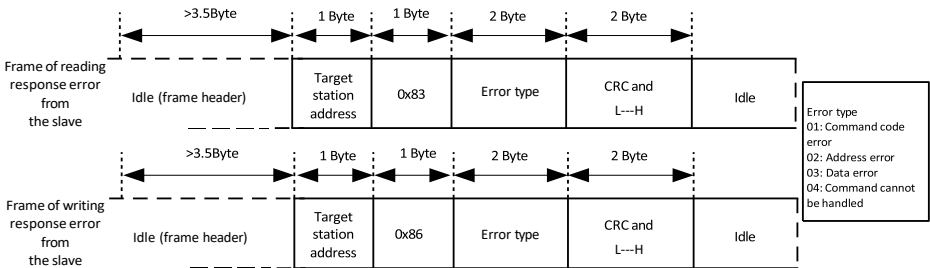 >3.5Byte
1 Byte
1 Byte
2 Byte
2 Byte
Frame of reading
response error
from
the slave
Idle (frame header)
Target
station
address
0x83
Error type
CRC and
L---H
Idle
>3.5Byte
1 Byte
1 Byte
2 Byte
2 Byte
Frame of writing
response error
from
the slave
Idle (frame header)
Target
station
address
0x86
Error type
CRC and
L---H
Idle
Error type
01: Command code
error
02: Address error
03: Data error
04: Command cannot
be handled